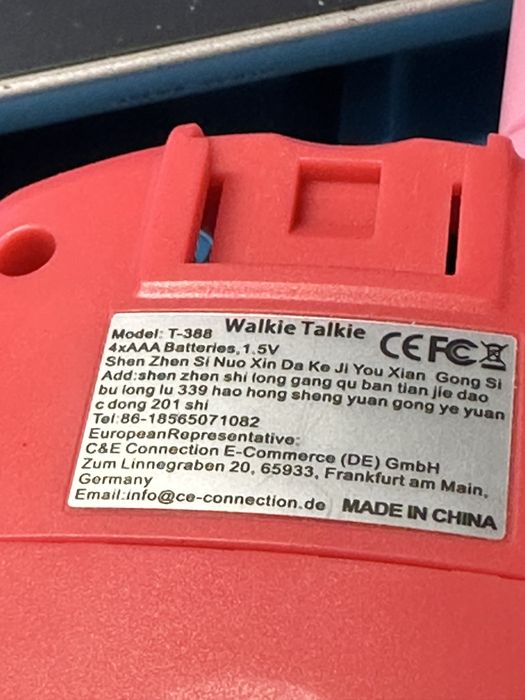 Walkie Talkie
Model: T-388
4xAAA Batteries,1.5V
CE FC
Shen Zhen Si Nuo Xin Da Ke Ji You Xian Gong Si
Add:shen zhen shi long gang qu ban tian jie dao
bu long lu 339 hao hong sheng yuan gong ye yuan
c dong 201 shi
Tel:86-18565071082
EuropeanRepresentative:
C&E Connection E-Commerce (DE) GmbH
Zum Linnegraben 20, 65933, Frankfurt am Main,
Germany
Email:info@ce-connection.de MADE IN CHINA